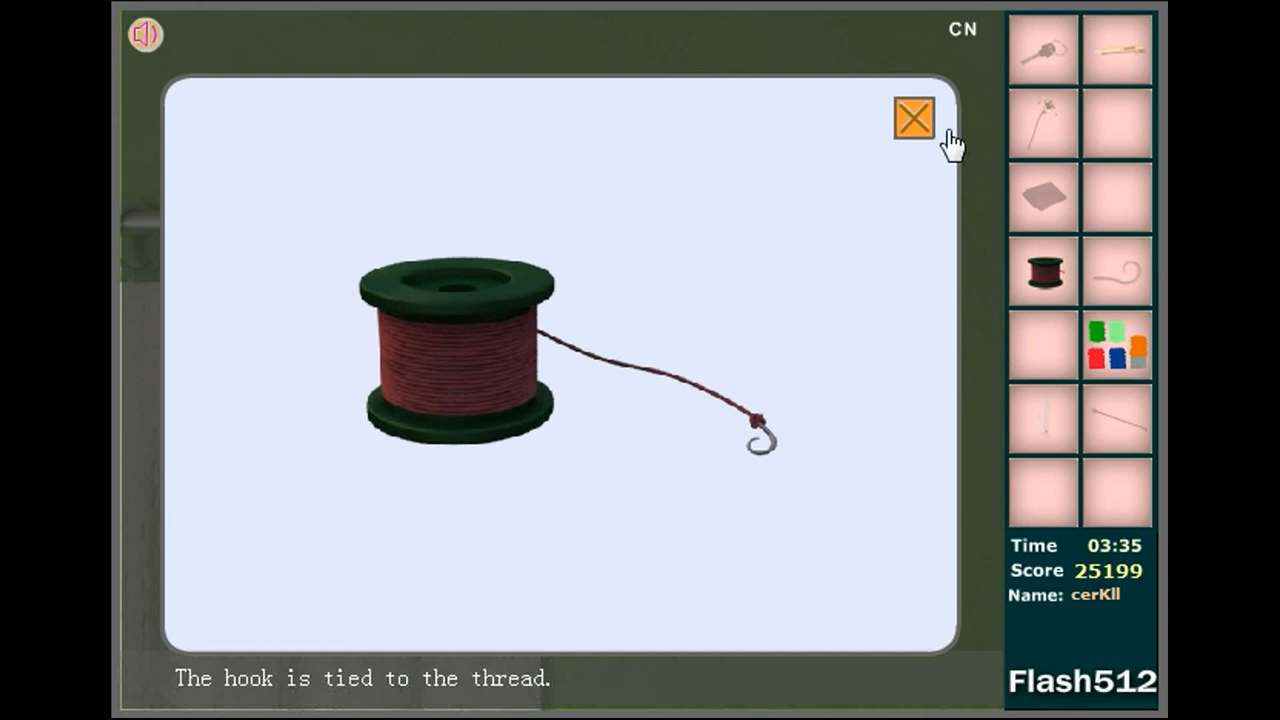 CN
Time 03:35
Score 25199
Name: cerKll
Flash512
The hook is tied to the thread.